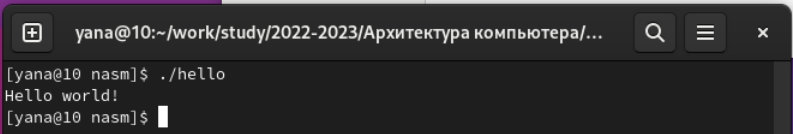 yana@10:~/work/study/2022-2023/Архитектура компьютера/...
[yana@10 nasm]$ ./hello
Hello world!
[yana@10 nasm]$